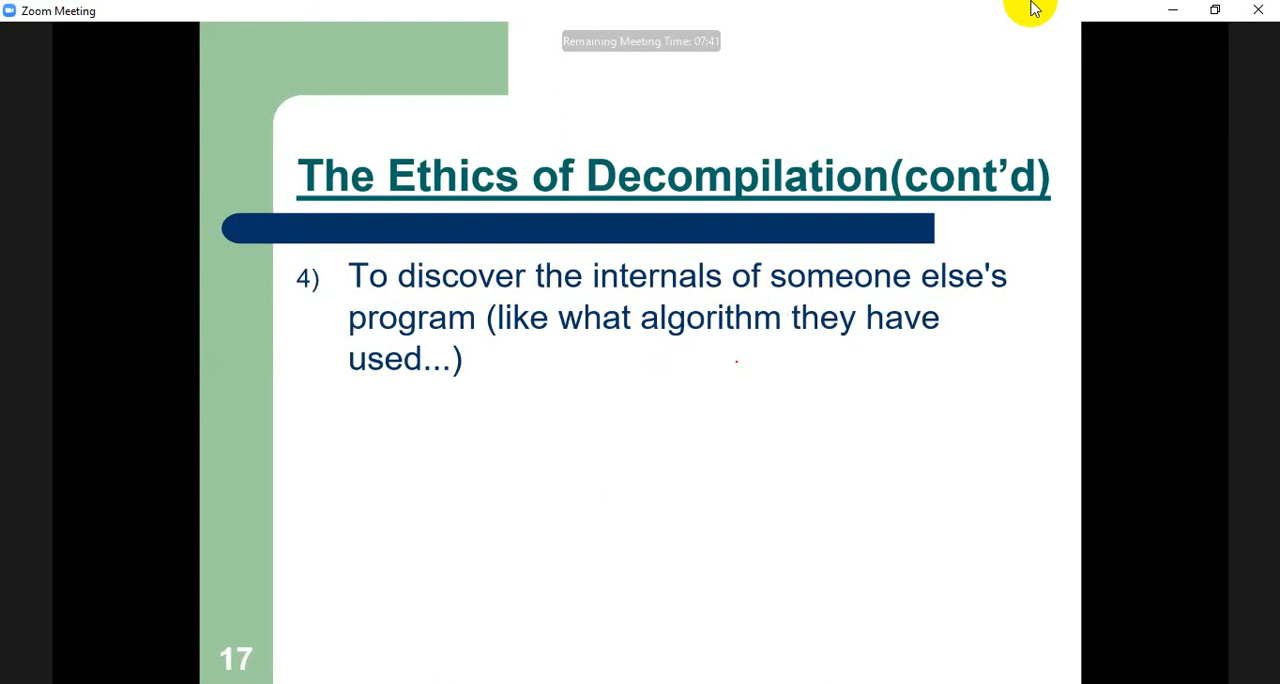 Zoom Meeting
Remaining Meeting Time: 07:41
The Ethics of Decompilation(cont’d)
4) To discover the internals of someone else's
program (like what algorithm they have
used...)
17